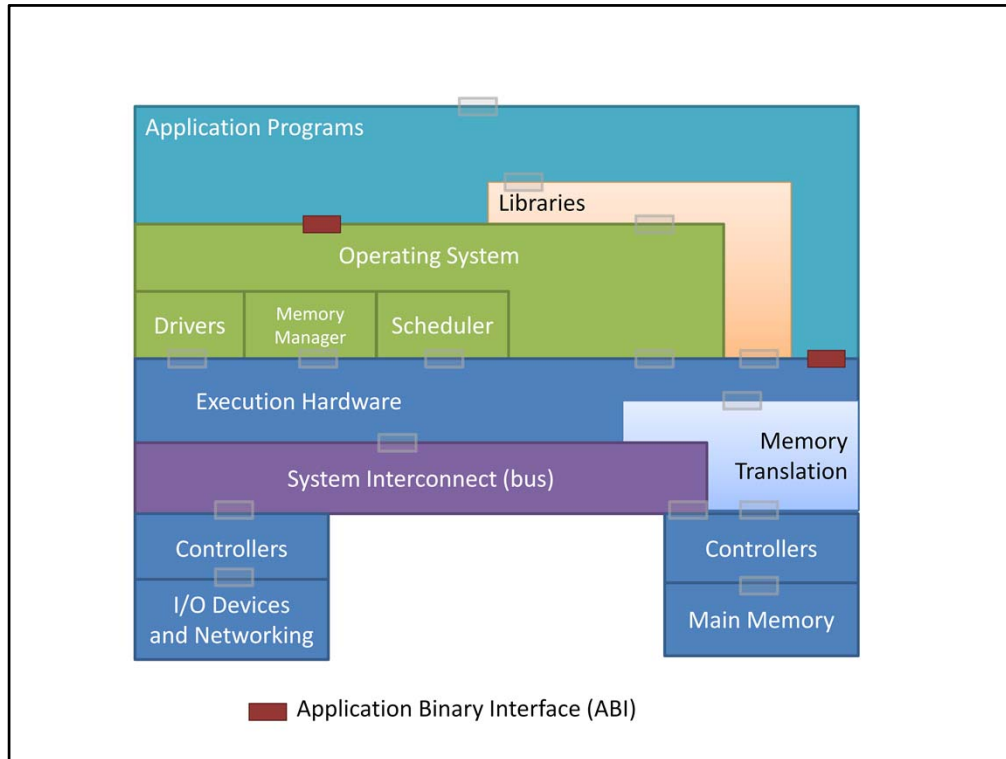 Application Programs
Libraries
Operating System
Drivers
Memory
Manager
Scheduler
Execution Hardware
Memory
Translation
System Interconnect (bus)
Controllers
Controllers
I/O Devices
and Networking
Main Memory
Application Binary Interface (ABI)